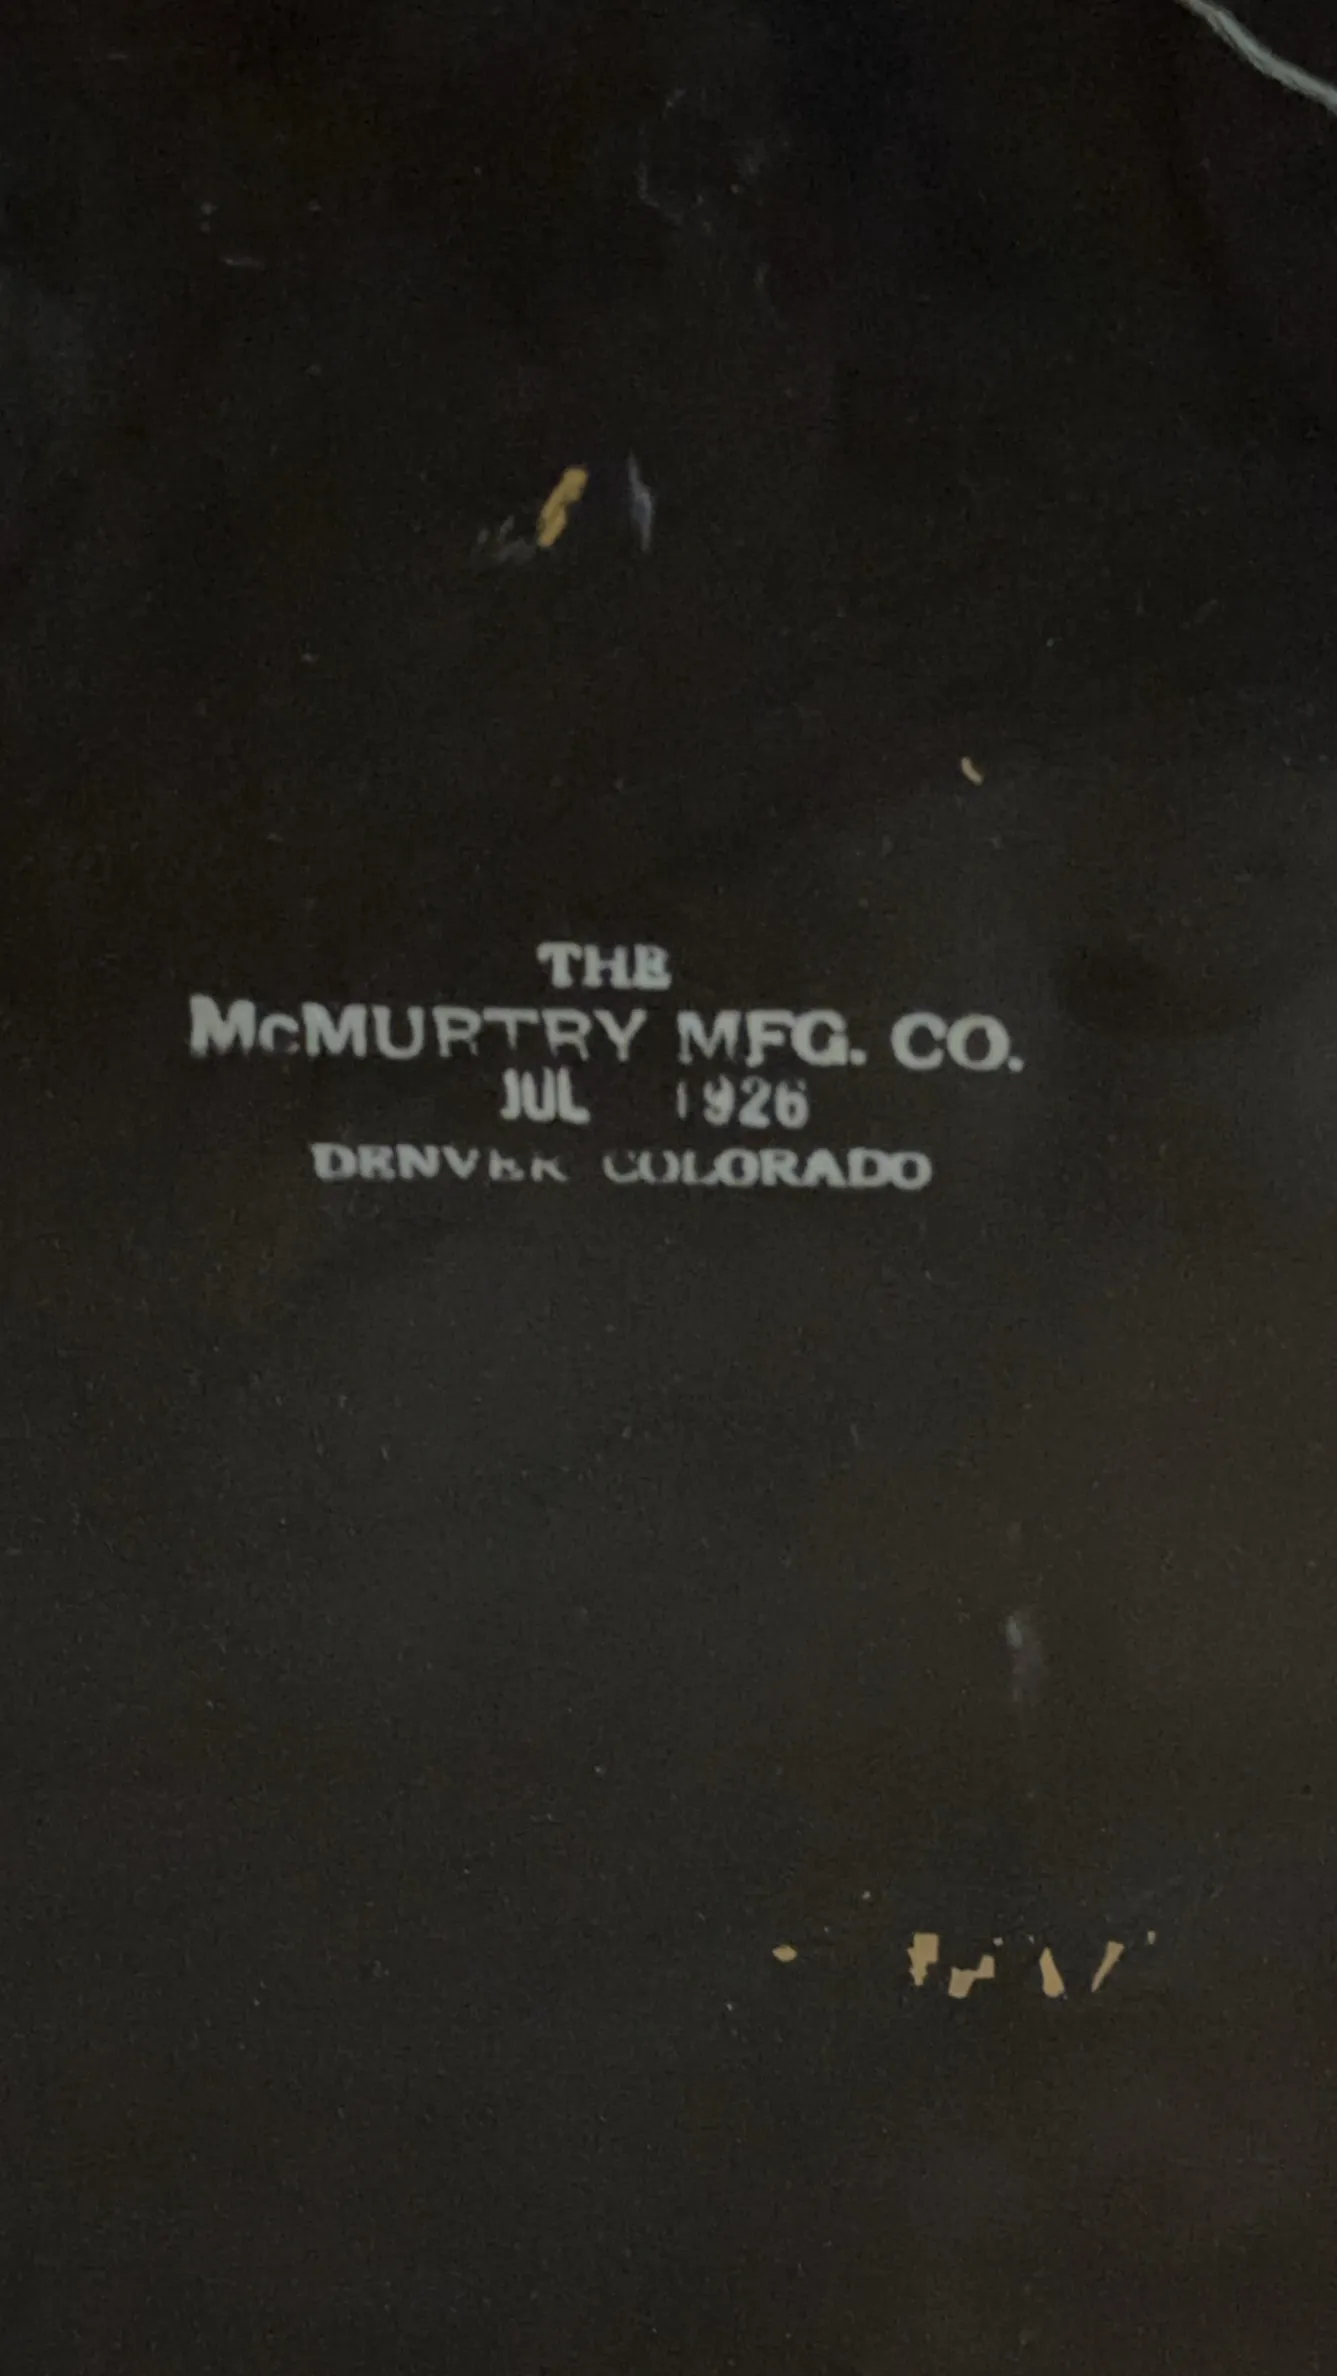 THE
McMURTRY MFG. CO.
JUL 1926
DENVER COLORADO